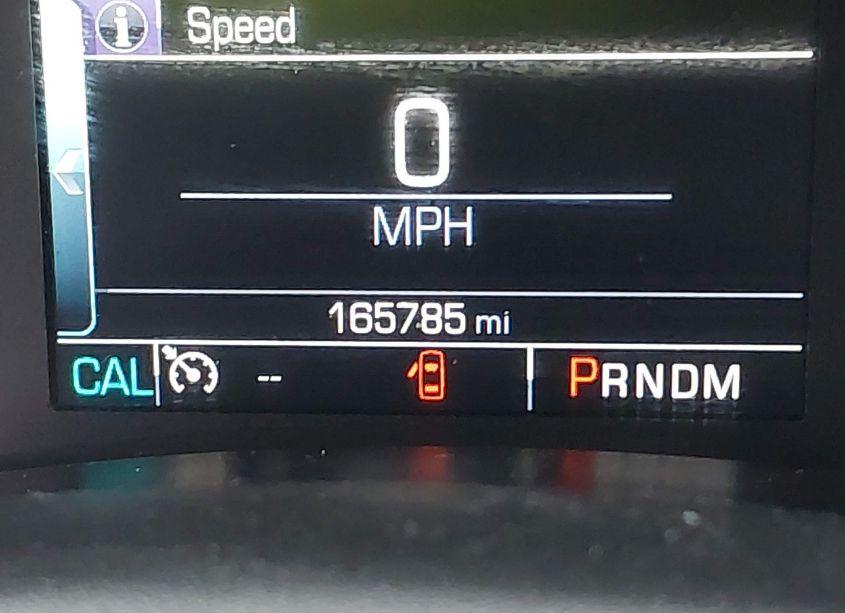 Speed
0
MPH
165785 mi
CAL -- PRNDM